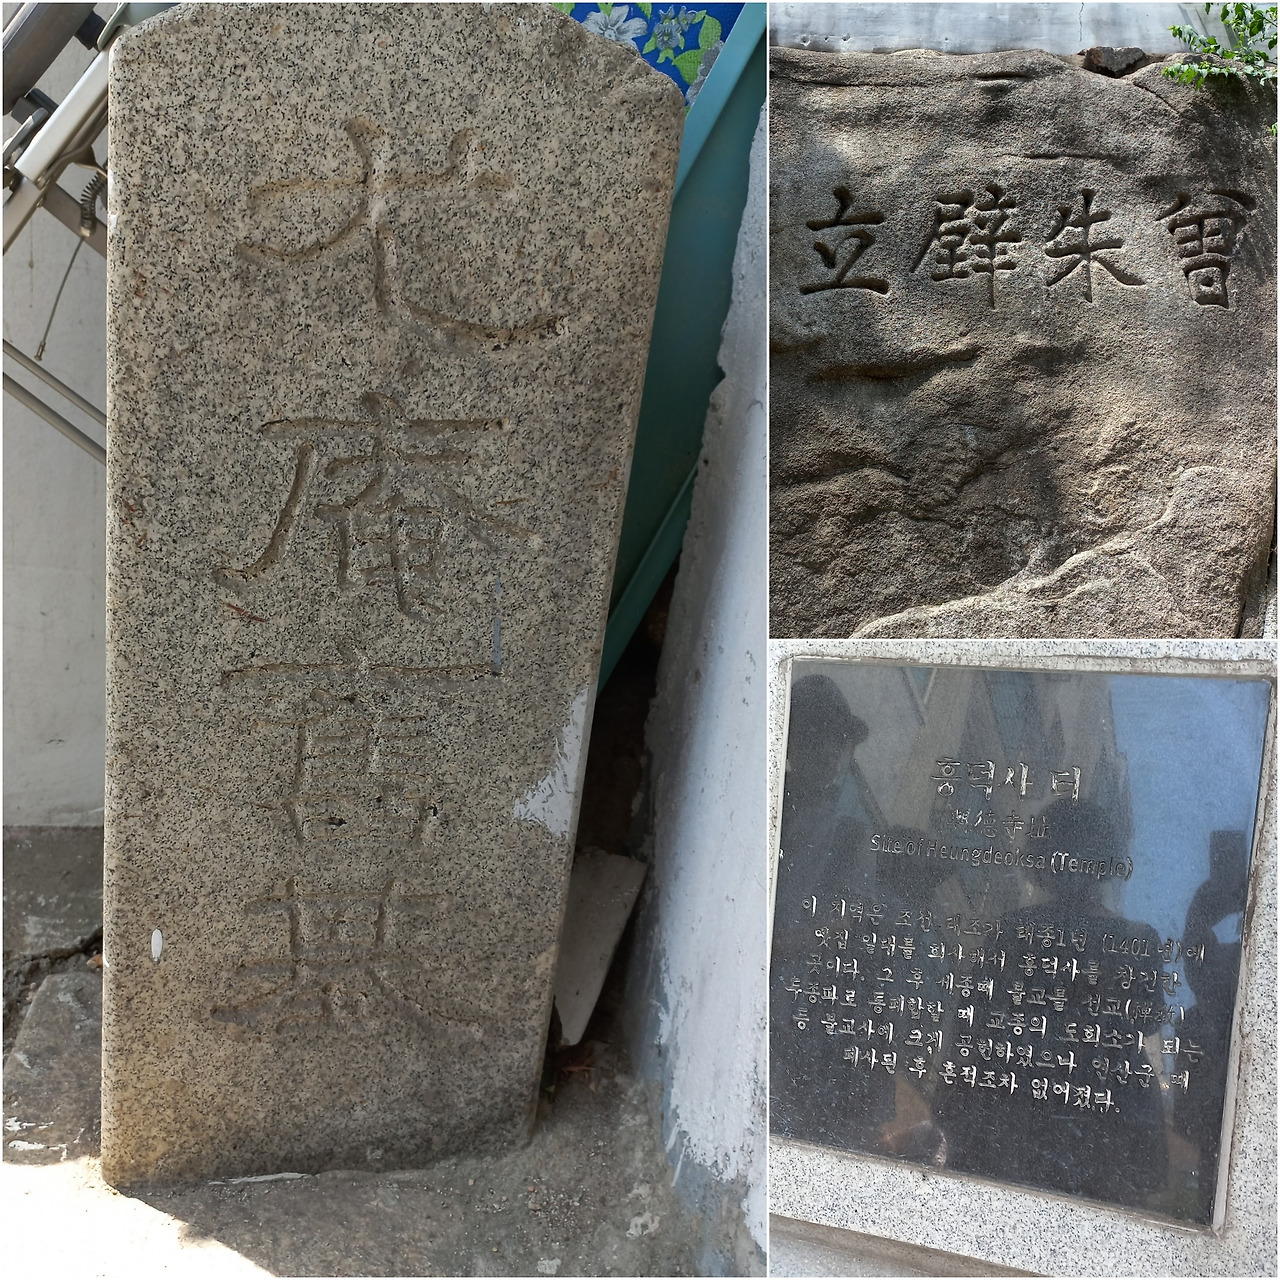 尤庵舊基
曾朱壁立
흥덕사 터
興德寺址
Site of Heungdeoksa (Temple)
이 지역은 조선 태조가 태종1년 (1401년)에
옛집 일대를 희사해서 흥덕사를 창건한
곳이다. 그 후 세종때 불교를 선교(禪敎)
두종파로 통폐합할 때 교종의 도회소가 되는
등 불교사에 크게 공헌하였으나 연산군 때
폐사된 후 흔적조차 없어졌다.